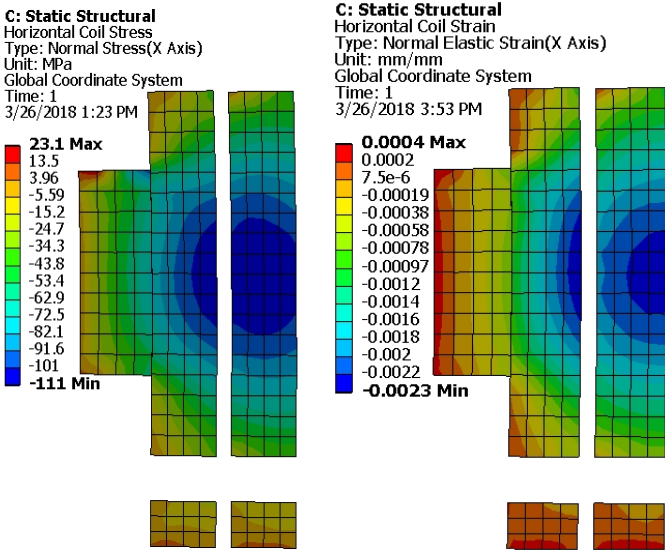 C: Static Structural
Horizontal Coil Stress
Type: Normal Stress(X Axis)
Unit: MPa
Global Coordinate System
Time: 1
3/26/2018 1:23 PM
23.1 Max
13.5
3.96
-5.59
-15.2
-24.7
-34.3
-43.8
-53.4
-62.9
-72.5
-82.1
-91.6
-101
-111 Min
C: Static Structural
Horizontal Coil Strain
Type: Normal Elastic Strain(X Axis)
Unit: mm/mm
Global Coordinate System
Time: 1
3/26/2018 3:53 PM
0.0004 Max
0.0002
7.5e-6
-0.00019
-0.00038
-0.00058
-0.00078
-0.00097
-0.0012
-0.0014
-0.0016
-0.0018
-0.002
-0.0022
-0.0023 Min